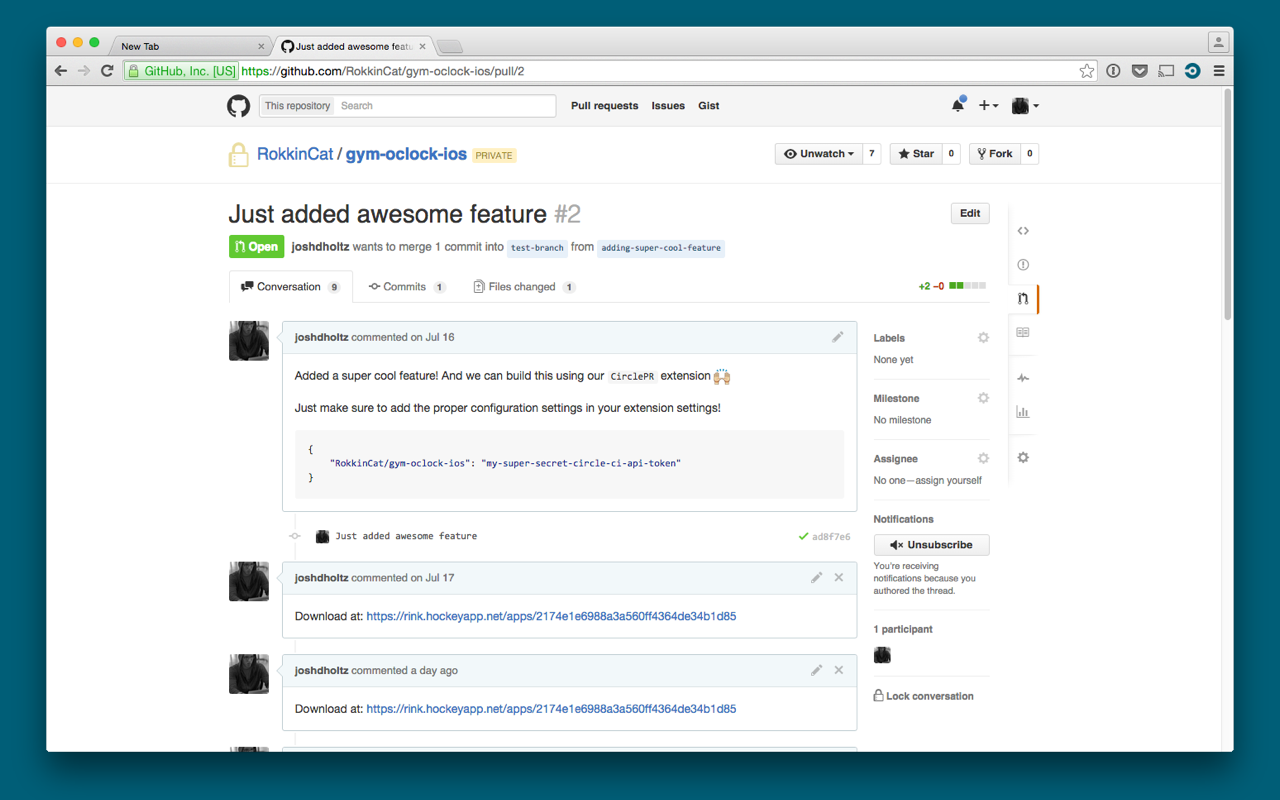 New Tab
Just added awesome featu
GitHub, Inc. [US] https://github.com/RokkinCat/gym-oclock-ios/pull/2
This repository Search Pull requests Issues Gist
RokkinCat / gym-oclock-ios PRIVATE
Unwatch 7 Star 0 Fork 0
Just added awesome feature #2
Edit
Open joshdholtz wants to merge 1 commit into test-branch from adding-super-cool-feature
Conversation 9 Commits 1 Files changed 1 +2 −0
joshdholtz commented on Jul 16
Added a super cool feature! And we can build this using our CirclePR extension 🙌
Just make sure to add the proper configuration settings in your extension settings!
{
"RokkinCat/gym-oclock-ios": "my-super-secret-circle-ci-api-token"
}
Just added awesome feature ad8f7e6
joshdholtz commented on Jul 17
Download at: https://rink.hockeyapp.net/apps/2174e1e6988a3a560ff4364de34b1d85
joshdholtz commented a day ago
Download at: https://rink.hockeyapp.net/apps/2174e1e6988a3a560ff4364de34b1d85
Labels
None yet
Milestone
No milestone
Assignee
No one—assign yourself
Notifications
Unsubscribe
You're receiving
notifications because you
authored the thread.
1 participant
Lock conversation